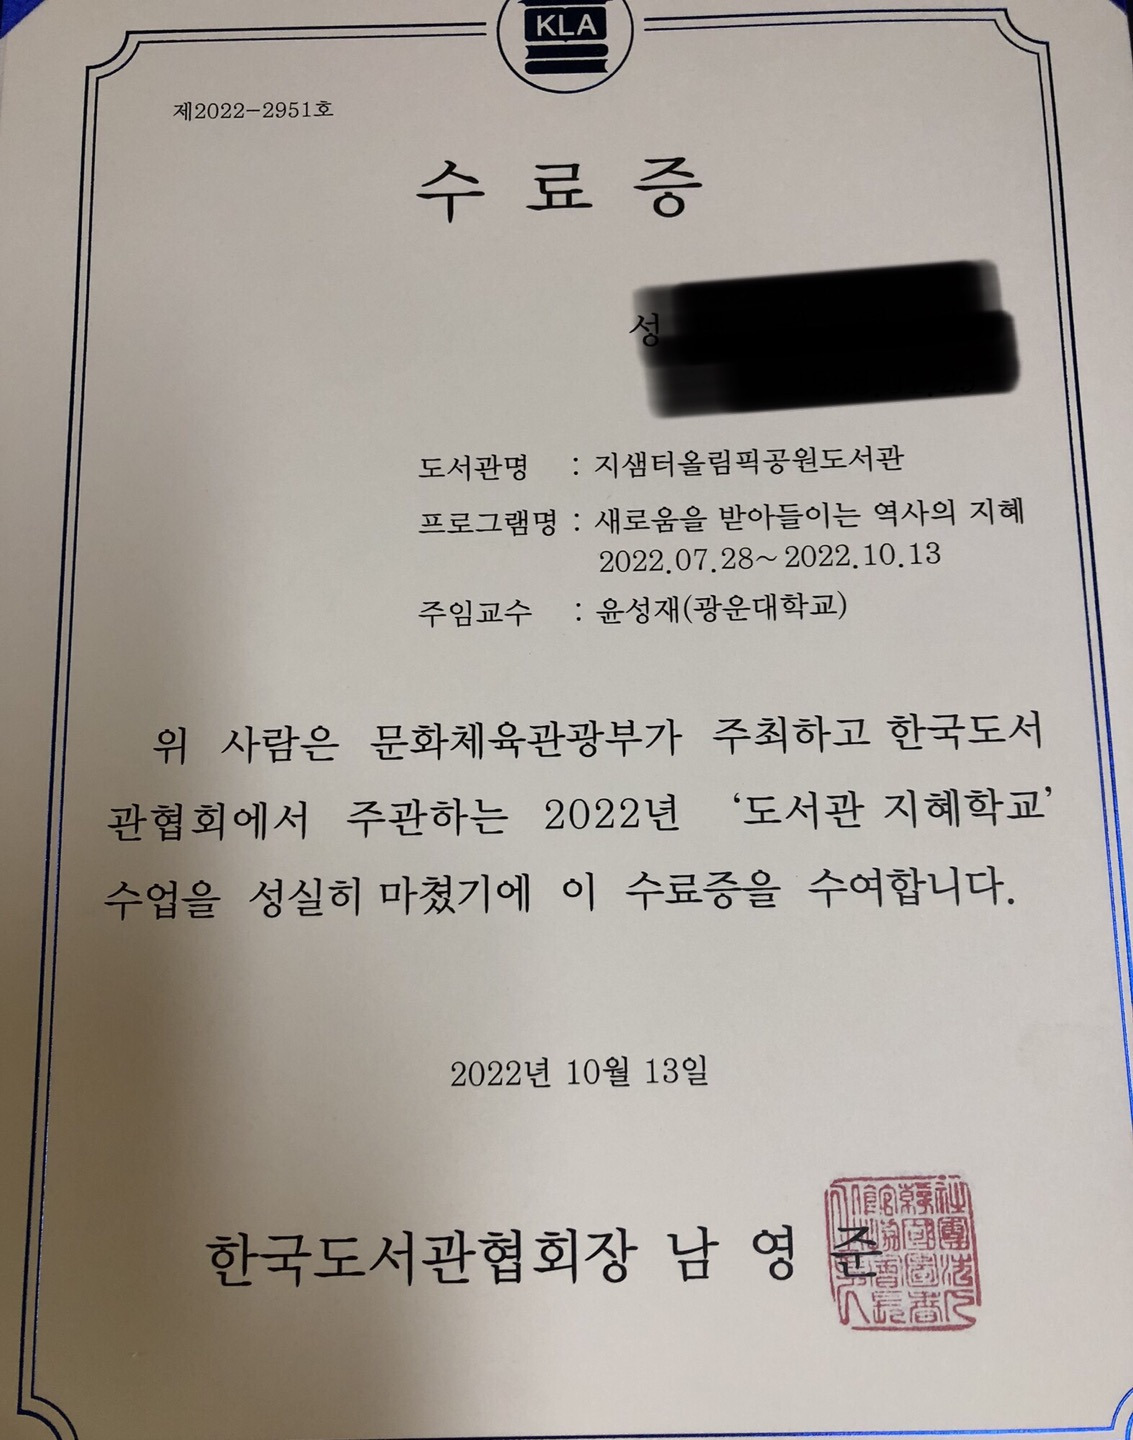 KLA
제2022-2951호
수 료 증
성
도서관명 : 지샘터올림픽공원도서관
프로그램명 : 새로움을 받아들이는 역사의 지혜
2022.07.28~2022.10.13
주임교수 : 윤성재(광운대학교)
위 사람은 문화체육관광부가 주최하고 한국도서
관협회에서 주관하는 2022년 ‘도서관 지혜학교’
수업을 성실히 마쳤기에 이 수료증을 수여합니다.
2022년 10월 13일
한국도서관협회장 남 영 준